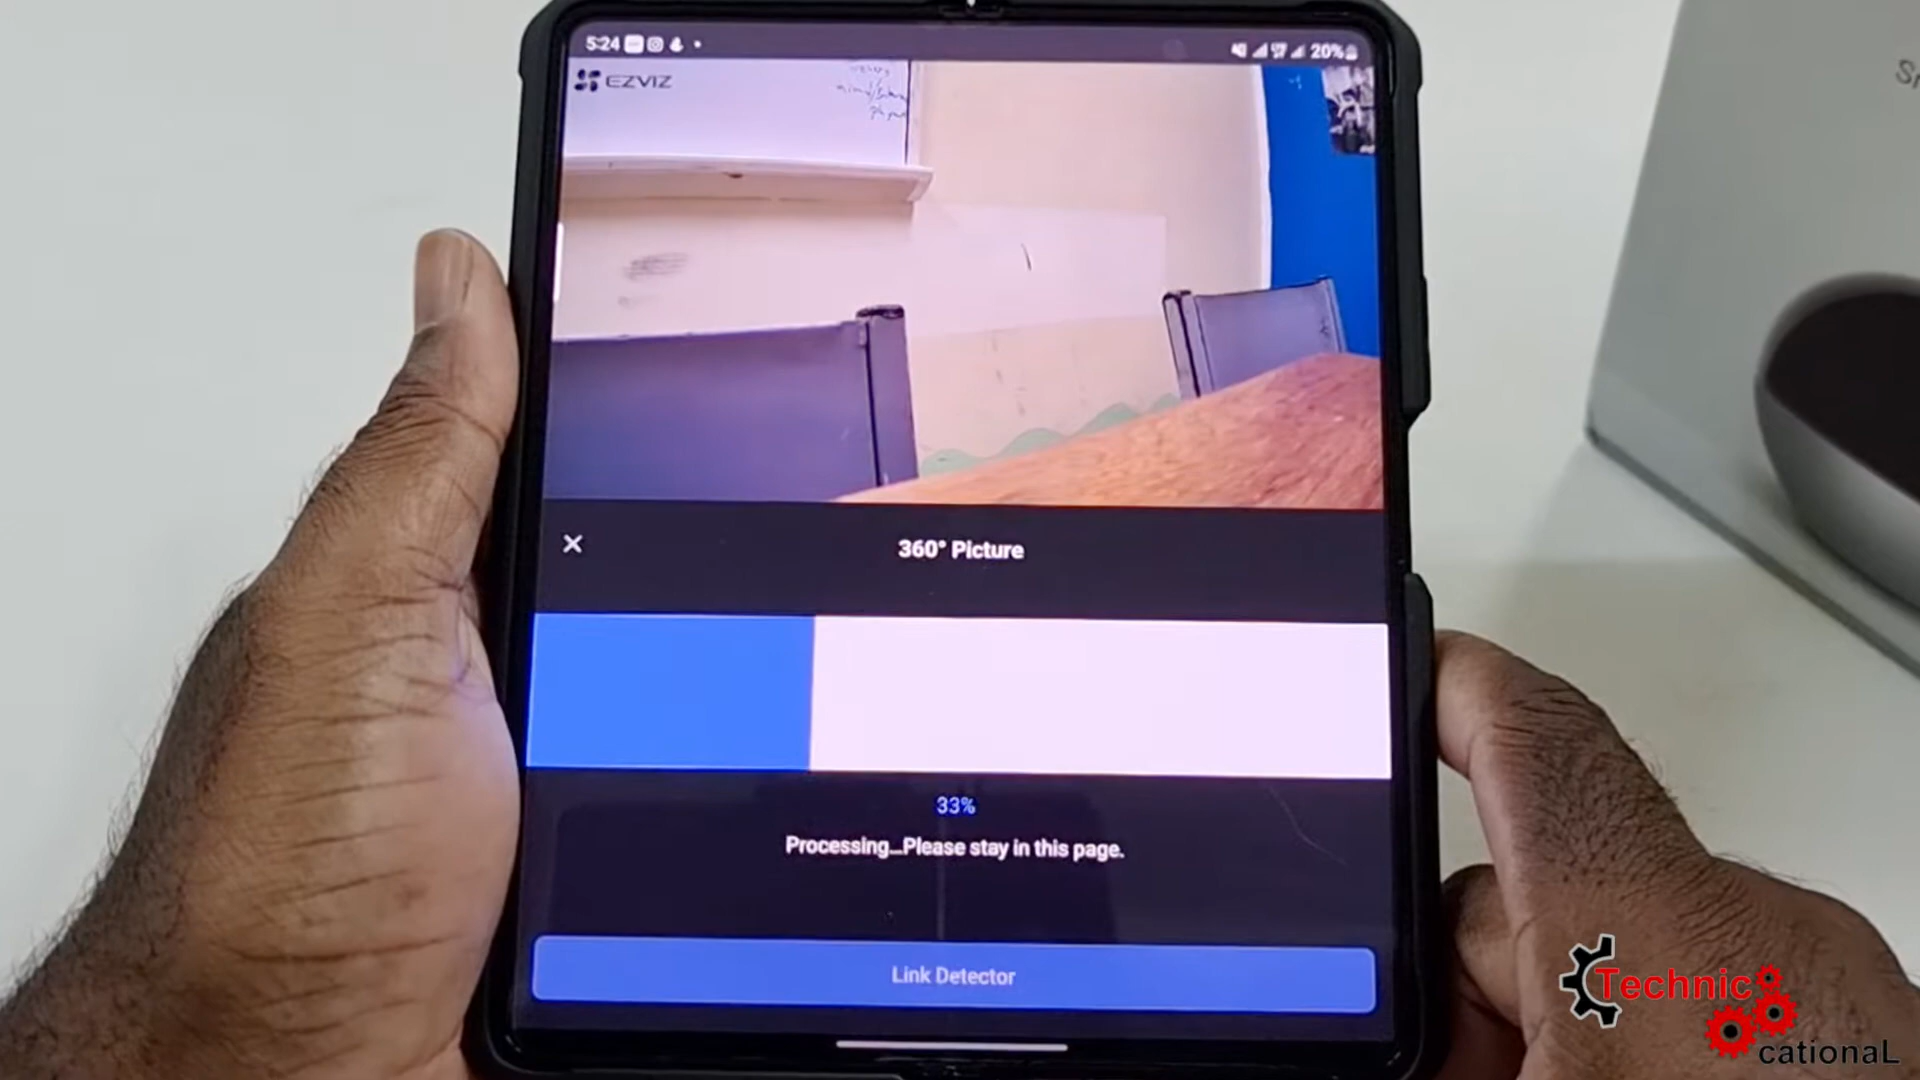 5:24
20%
EZVIZ
360° Picture
33%
Processing...Please stay in this page.
Link Detector
Technic
cationaL